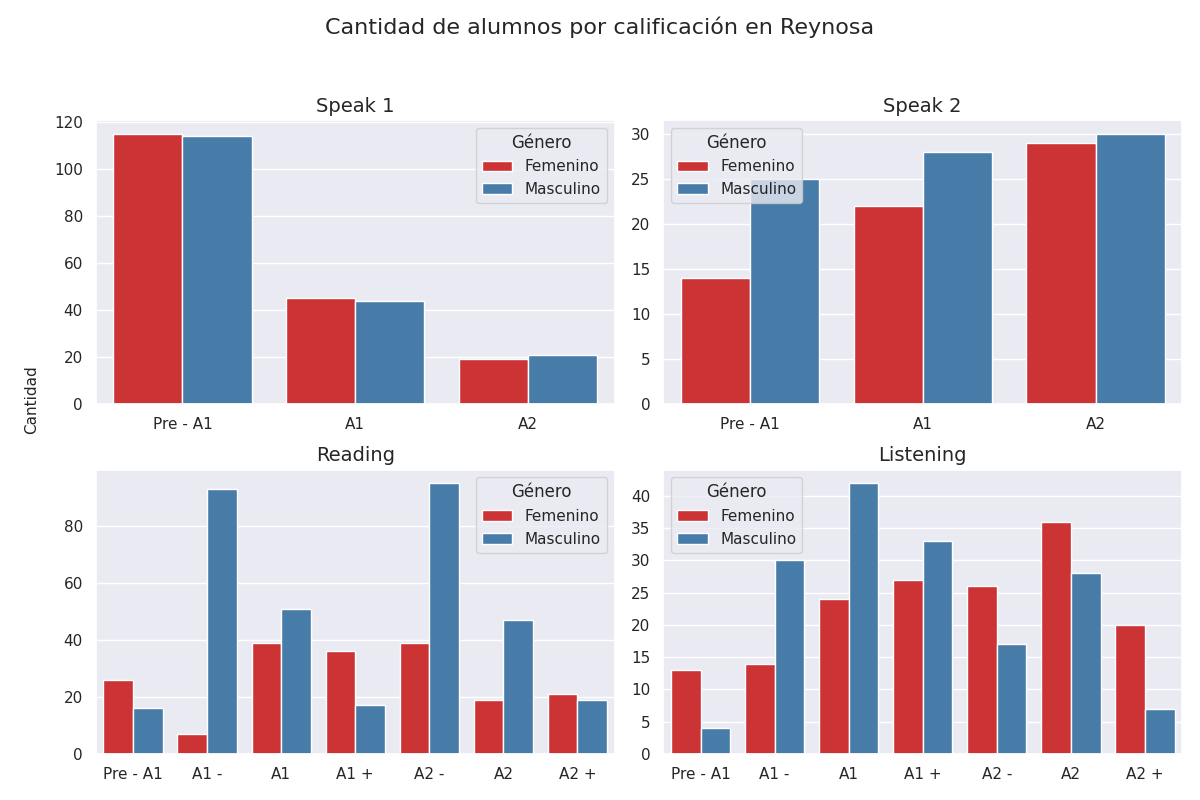 Cantidad de alumnos por calificación en Reynosa
Speak 1
120
100
80
60
40
20
0
Género
Femenino
Masculino
Pre - A1 A1 A2
Speak 2
30
25
20
15
10
5
0
Género
Femenino
Masculino
Pre - A1 A1 A2
Cantidad
Reading
80
60
40
20
0
Género
Femenino
Masculino
Pre - A1 A1 - A1 A1 + A2 - A2 A2 +
Listening
40
35
30
25
20
15
10
5
0
Género
Femenino
Masculino
Pre - A1 A1 - A1 A1 + A2 - A2 A2 +